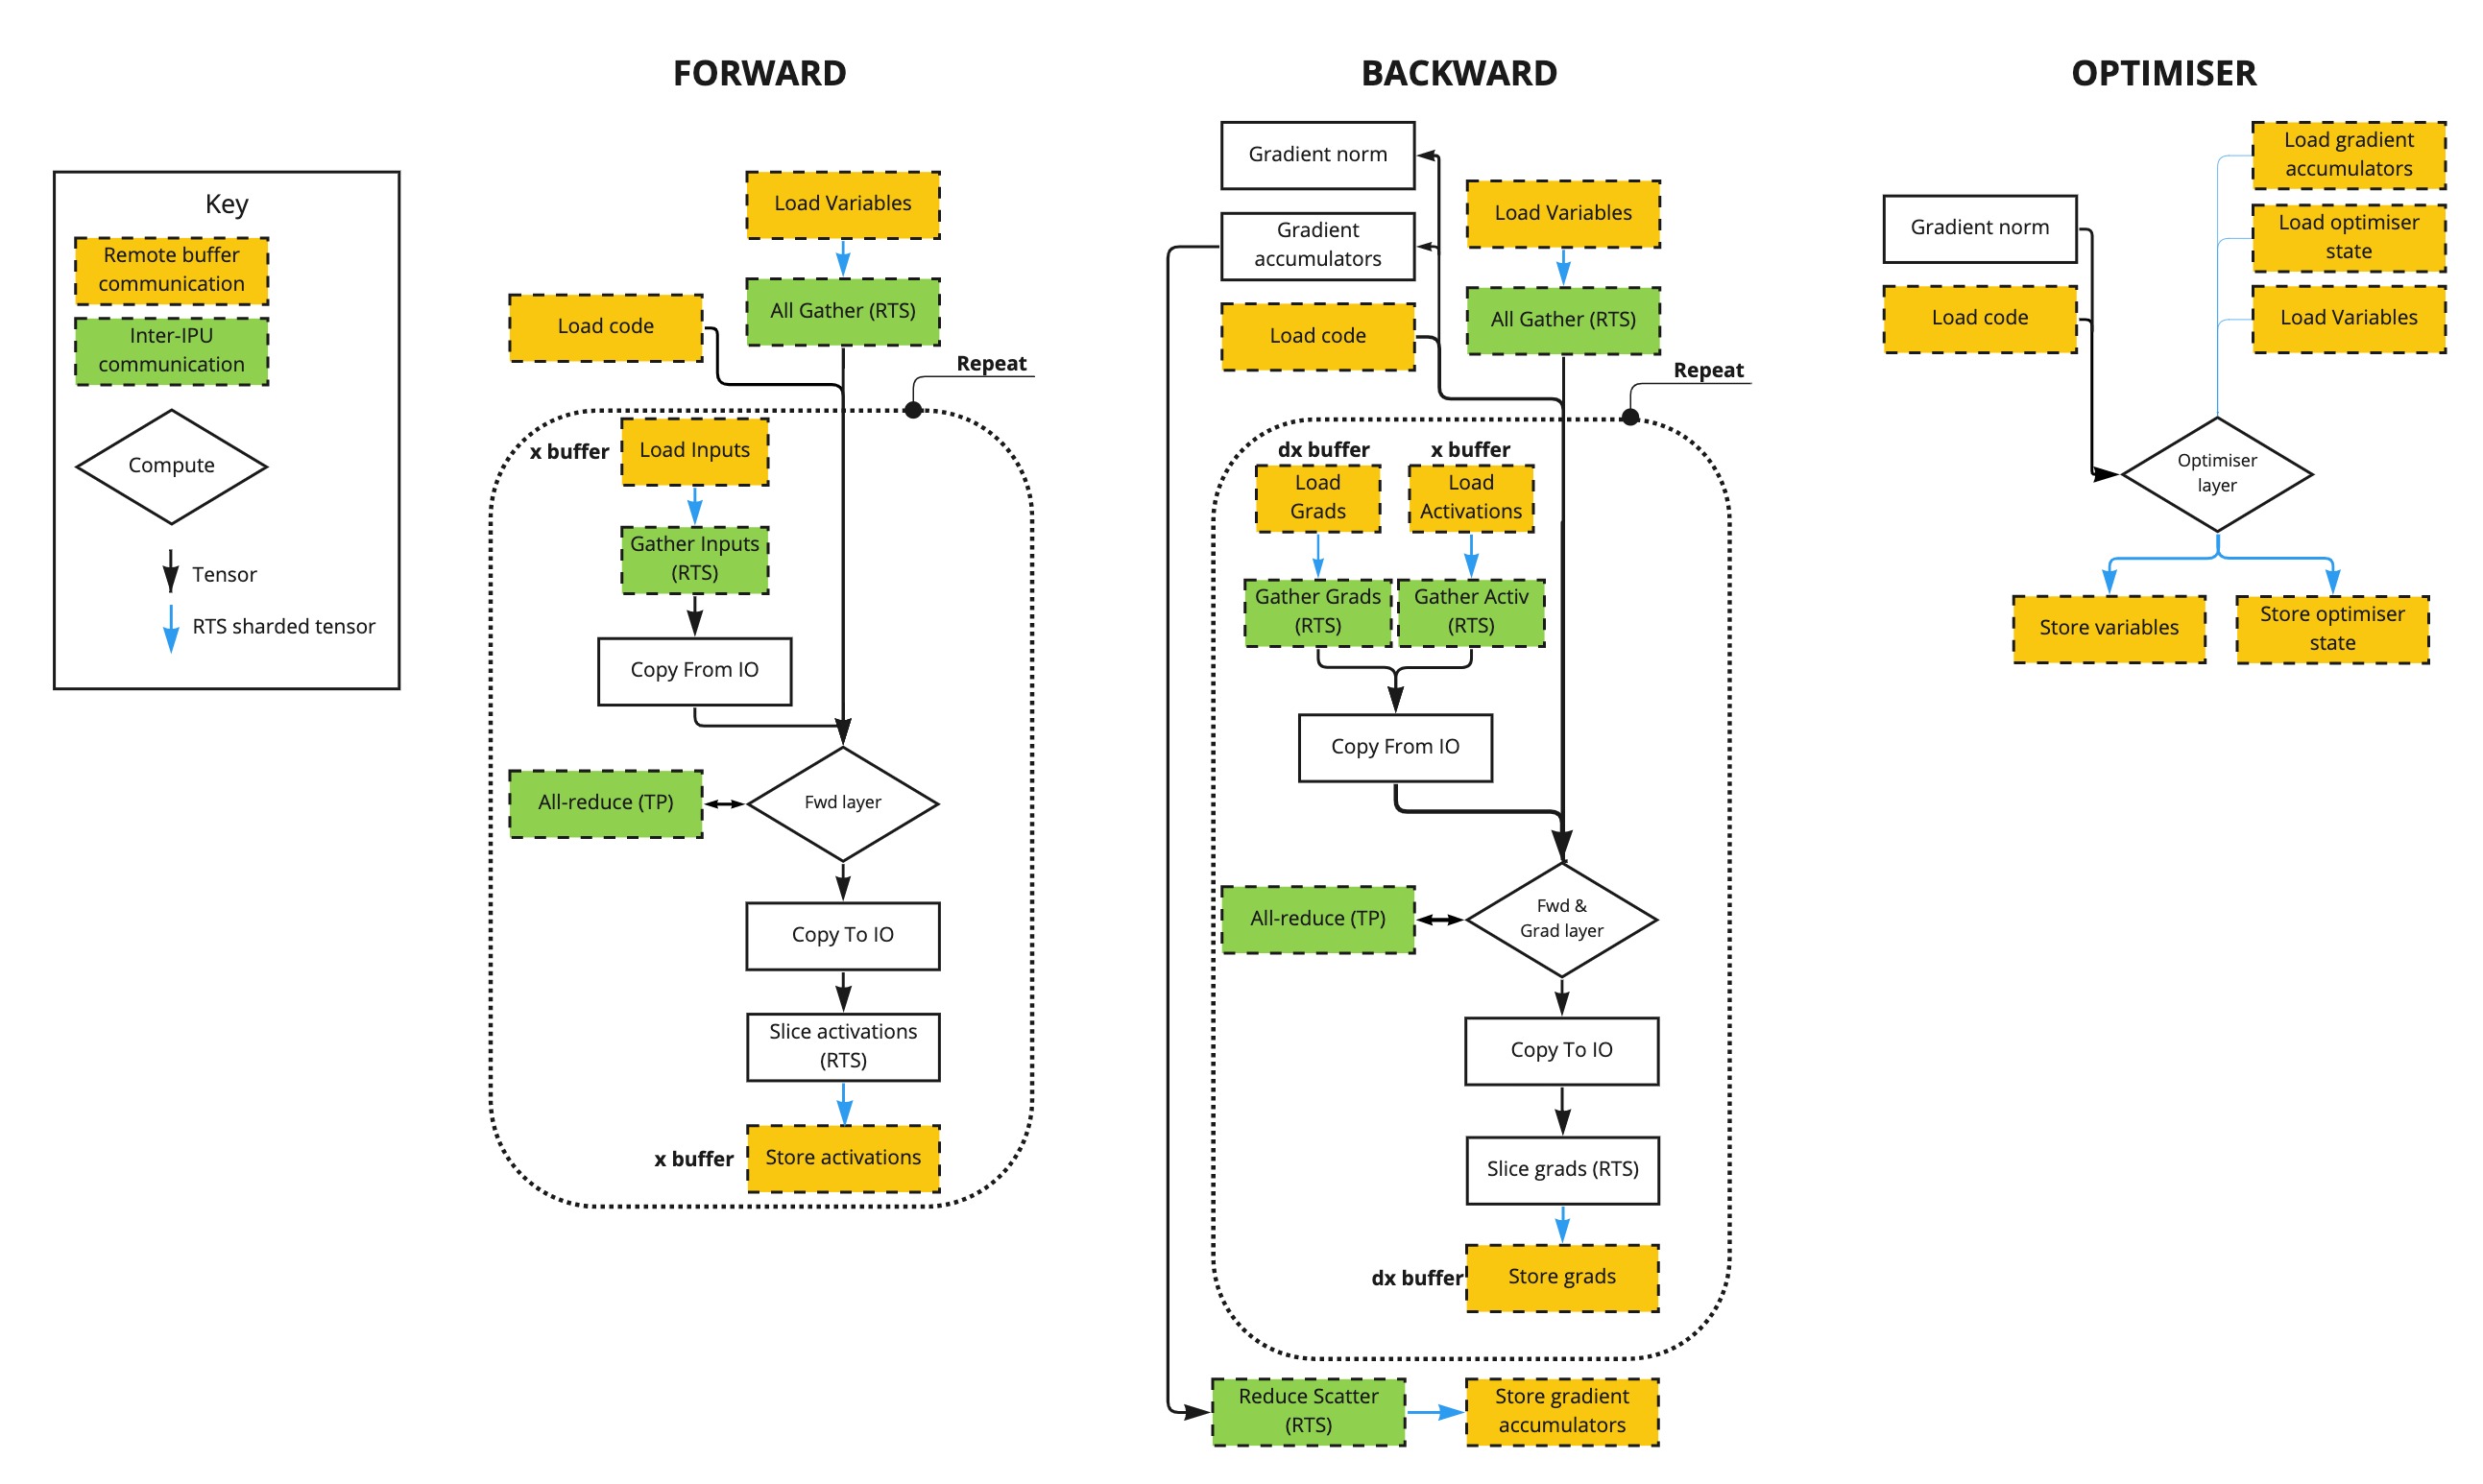 FORWARD
BACKWARD
OPTIMISER
Key
Remote buffer
communication
Inter-IPU
communication
Compute
Tensor
RTS sharded tensor
Load Variables
All Gather (RTS)
Load code
Repeat
x buffer
Load Inputs
Gather Inputs
(RTS)
Copy From IO
All-reduce (TP)
Fwd layer
Copy To IO
Slice activations
(RTS)
x buffer
Store activations
Gradient norm
Gradient
accumulators
Load code
Load Variables
All Gather (RTS)
Repeat
dx buffer
x buffer
Load
Grads
Load
Activations
Gather Grads
(RTS)
Gather Activ
(RTS)
Copy From IO
All-reduce (TP)
Fwd &
Grad layer
Copy To IO
Slice grads (RTS)
dx buffer
Store grads
Reduce Scatter
(RTS)
Store gradient
accumulators
Gradient norm
Load code
Load gradient
accumulators
Load optimiser
state
Load Variables
Optimiser
layer
Store variables
Store optimiser
state